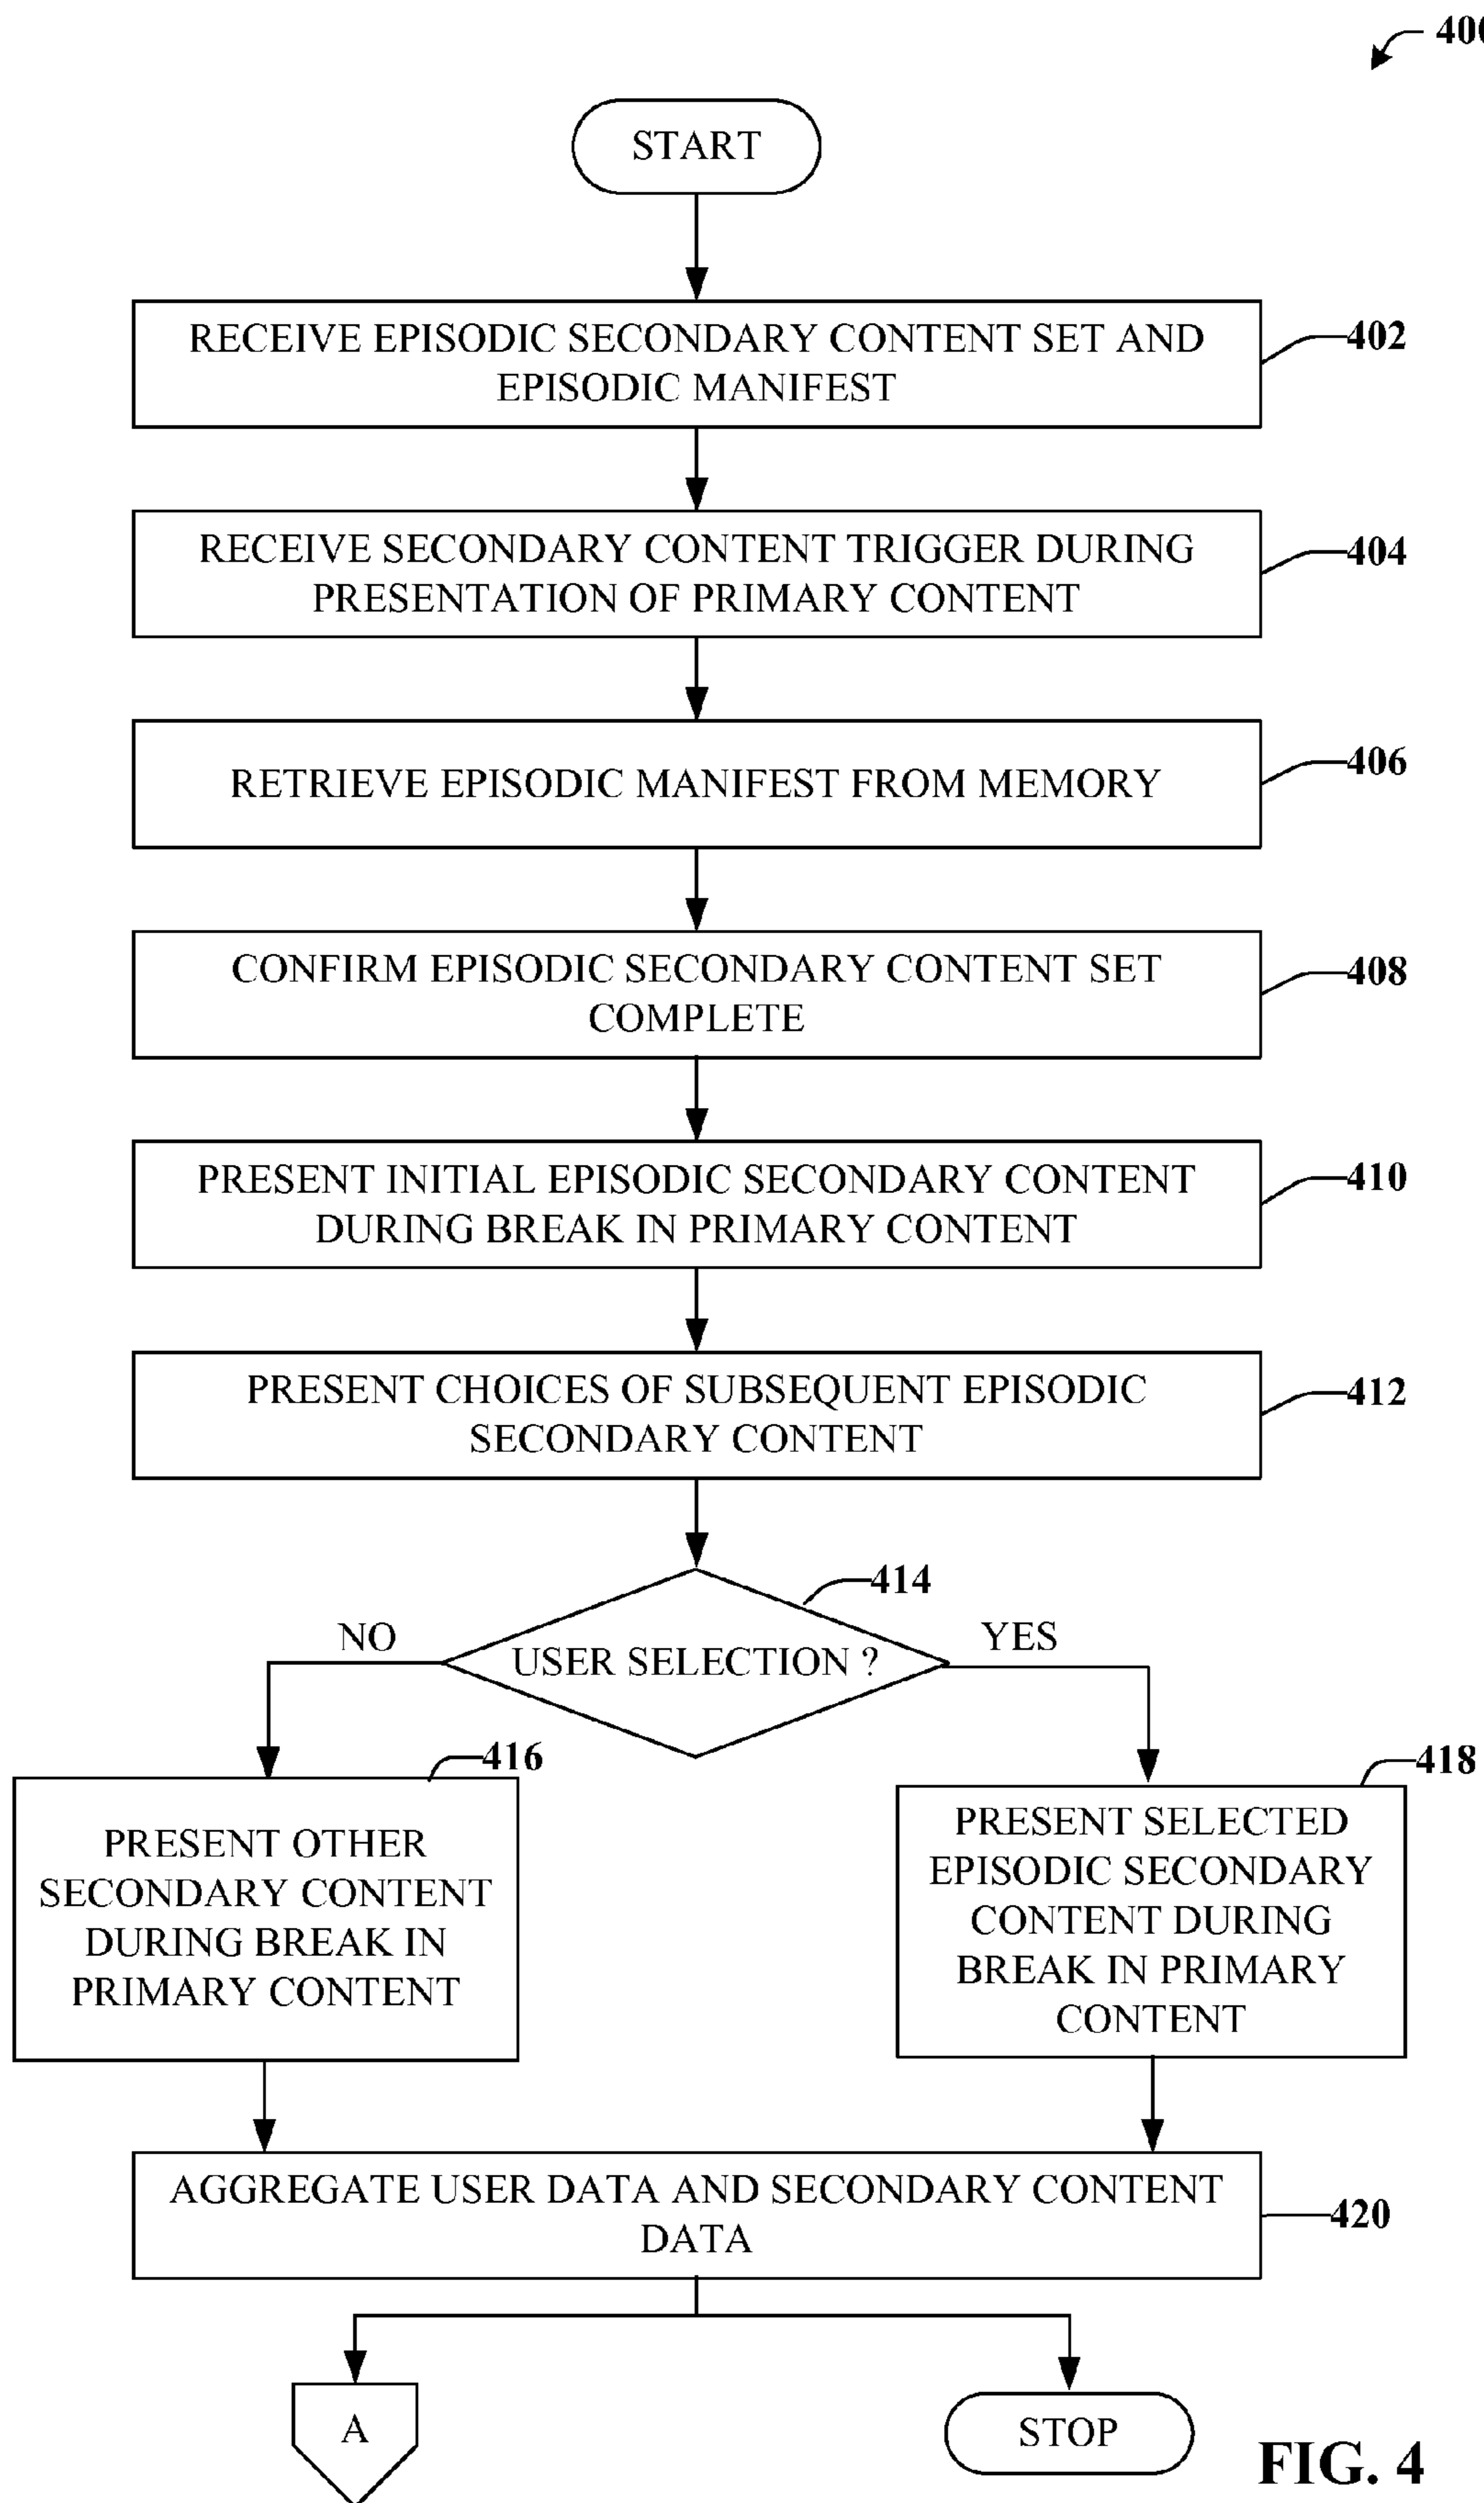 400
START
RECEIVE EPISODIC SECONDARY CONTENT SET AND
EPISODIC MANIFEST
402
RECEIVE SECONDARY CONTENT TRIGGER DURING
PRESENTATION OF PRIMARY CONTENT
404
RETRIEVE EPISODIC MANIFEST FROM MEMORY
406
CONFIRM EPISODIC SECONDARY CONTENT SET
COMPLETE
408
PRESENT INITIAL EPISODIC SECONDARY CONTENT
DURING BREAK IN PRIMARY CONTENT
410
PRESENT CHOICES OF SUBSEQUENT EPISODIC
SECONDARY CONTENT
412
414
NO
USER SELECTION ?
YES
416
PRESENT OTHER
SECONDARY CONTENT
DURING BREAK IN
PRIMARY CONTENT
418
PRESENT SELECTED
EPISODIC SECONDARY
CONTENT DURING
BREAK IN PRIMARY
CONTENT
AGGREGATE USER DATA AND SECONDARY CONTENT
DATA
420
A
STOP
FIG. 4